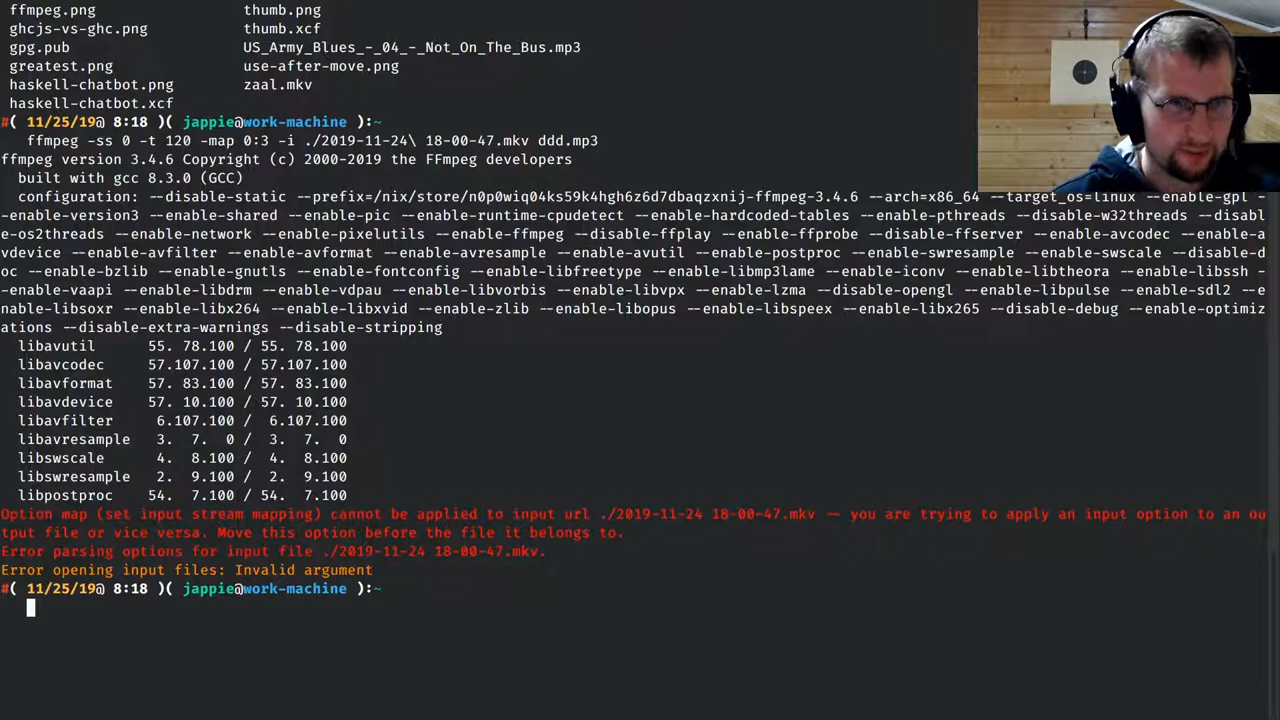 ffmpeg.png thumb.png
ghcjs-vs-ghc.png thumb.xcf
gpg.pub US_Army_Blues_-_04_-_Not_On_The_Bus.mp3
greatest.png use-after-move.png
haskell-chatbot.png zaal.mkv
haskell-chatbot.xcf
#( 11/25/19@ 8:18 )( jappie@work-machine ):~
ffmpeg -ss 0 -t 120 -map 0:3 -i ./2019-11-24\ 18-00-47.mkv ddd.mp3
ffmpeg version 3.4.6 Copyright (c) 2000-2019 the FFmpeg developers
built with gcc 8.3.0 (GCC)
configuration: --disable-static --prefix=/nix/store/n0p0wiq04ks59k4hgh6z6d7dbaqzxnij-ffmpeg-3.4.6 --arch=x86_64 --target_os=linux --enable-gpl -
-enable-version3 --enable-shared --enable-pic --enable-runtime-cpudetect --enable-hardcoded-tables --enable-pthreads --disable-w32threads --disabl
e-os2threads --enable-network --enable-pixelutils --enable-ffmpeg --disable-ffplay --enable-ffprobe --disable-ffserver --enable-avcodec --enable-a
vdevice --enable-avfilter --enable-avformat --enable-avresample --enable-avutil --enable-postproc --enable-swresample --enable-swscale --disable-d
oc --enable-bzlib --enable-gnutls --enable-fontconfig --enable-libfreetype --enable-libmp3lame --enable-iconv --enable-libtheora --enable-libssh -
-enable-vaapi --enable-libdrm --enable-vdpau --enable-libvorbis --enable-libvpx --enable-lzma --disable-opengl --enable-libpulse --enable-sdl2 --e
nable-libsoxr --enable-libx264 --enable-libxvid --enable-zlib --enable-libopus --enable-libspeex --enable-libx265 --disable-debug --enable-optimiz
ations --disable-extra-warnings --disable-stripping
libavutil 55. 78.100 / 55. 78.100
libavcodec 57.107.100 / 57.107.100
libavformat 57. 83.100 / 57. 83.100
libavdevice 57. 10.100 / 57. 10.100
libavfilter 6.107.100 / 6.107.100
libavresample 3. 7. 0 / 3. 7. 0
libswscale 4. 8.100 / 4. 8.100
libswresample 2. 9.100 / 2. 9.100
libpostproc 54. 7.100 / 54. 7.100
Option map (set input stream mapping) cannot be applied to input url ./2019-11-24 18-00-47.mkv -- you are trying to apply an input option to an ou
tput file or vice versa. Move this option before the file it belongs to.
Error parsing options for input file ./2019-11-24 18-00-47.mkv.
Error opening input files: Invalid argument
#( 11/25/19@ 8:18 )( jappie@work-machine ):~